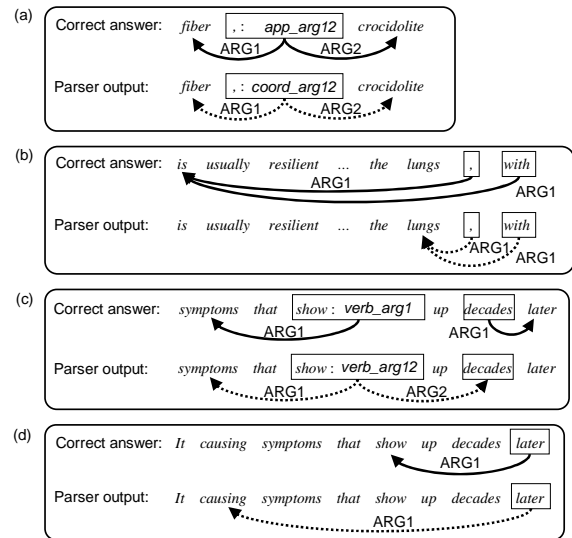 (a)
Correct answer: fiber , : app_arg12 crocidolite
ARG1 ARG2
Parser output: fiber , : coord_arg12 crocidolite
ARG1 ARG2
(b)
Correct answer: is usually resilient ... the lungs , with
ARG1
ARG1
Parser output: is usually resilient ... the lungs , with
ARG1
ARG1
(c)
Correct answer: symptoms that show : verb_arg1 up decades later
ARG1 ARG1
Parser output: symptoms that show : verb_arg12 up decades later
ARG1 ARG2
(d)
Correct answer: It causing symptoms that show up decades later
ARG1
Parser output: It causing symptoms that show up decades later
ARG1